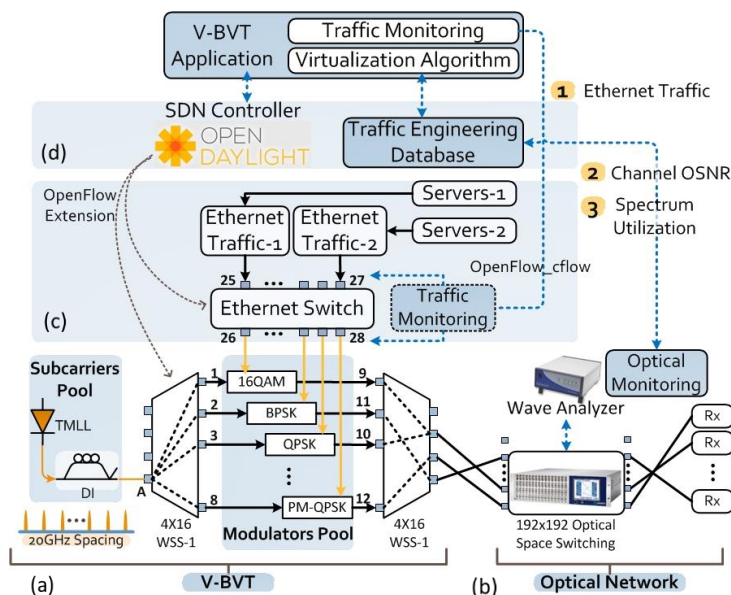 V-BVT
Application
Traffic Monitoring
Virtualization Algorithm
1 Ethernet Traffic
SDN Controller
OPEN
DAYLIGHT
Traffic Engineering
Database
(d)
2 Channel OSNR
3 Spectrum
Utilization
OpenFlow
Extension
Servers-1
Ethernet
Traffic-1
Ethernet
Traffic-2
Servers-2
OpenFlow_cflow
25
27
Ethernet Switch
Traffic
Monitoring
(c)
26
28
Optical
Monitoring
Subcarriers
Pool
TMLL
DI
A
1
2
3
8
16QAM
BPSK
QPSK
PM-QPSK
9
11
10
12
Wave Analyzer
Rx
Rx
Rx
20GHz Spacing
4X16
WSS-1
Modulators Pool
4X16
WSS-1
192x192 Optical
Space Switching
(a)
V-BVT
(b)
Optical Network